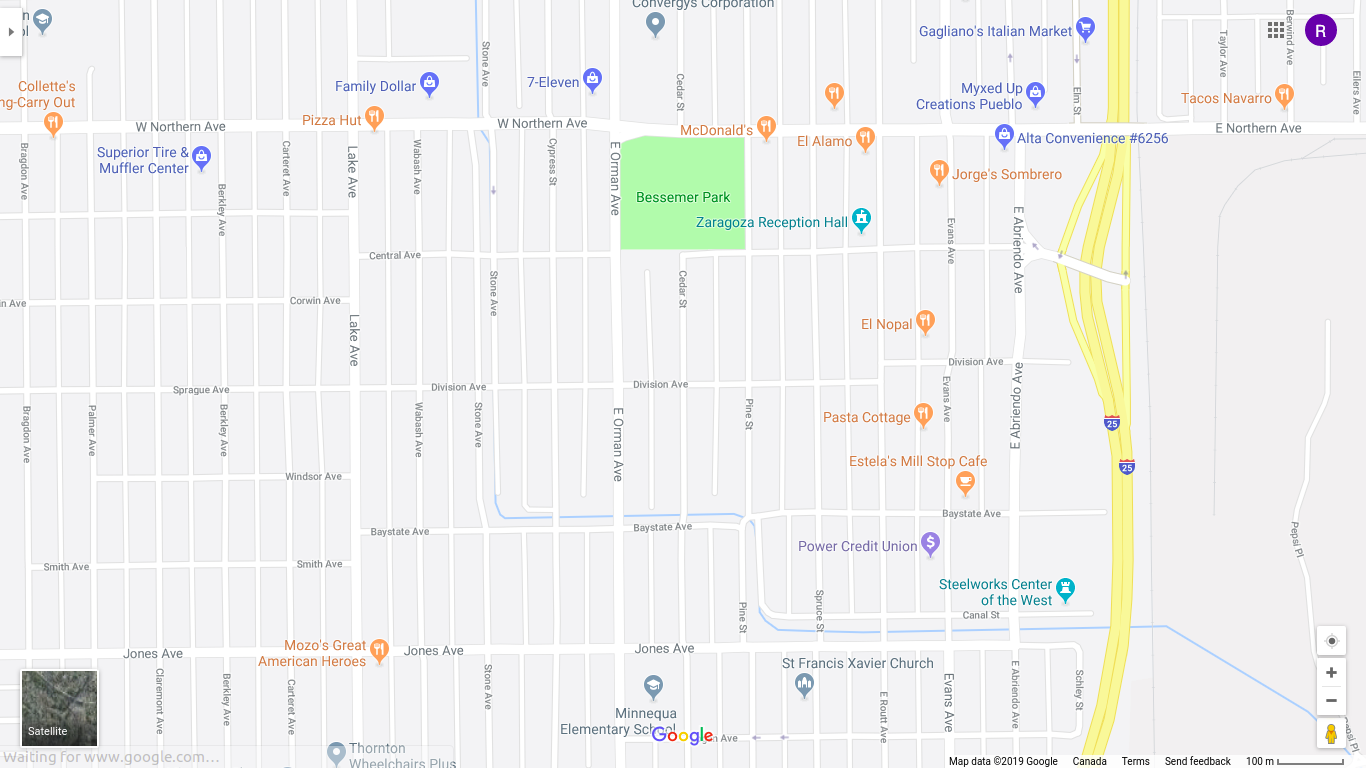 Convergys Corporation
Gagliano's Italian Market
R
Collette's
ng-Carry Out
Family Dollar
7-Eleven
Stone Ave
Cedar St
Myxed Up
Creations Pueblo
Elm St
Taylor Ave
Berwind Ave
Eilers Ave
Tacos Navarro
Pizza Hut
W Northern Ave
W Northern Ave
McDonald's
El Alamo
Alta Convenience #6256
E Northern Ave
Superior Tire &
Muffler Center
Bragdon Ave
Berkley Ave
Carteret Ave
Lake Ave
Wabash Ave
Cypress St
E Orman Ave
Bessemer Park
Jorge's Sombrero
Zaragoza Reception Hall
Evans Ave
E Abriendo Ave
Central Ave
Stone Ave
Cedar St
Corwin Ave
Lake Ave
El Nopal
Division Ave
Sprague Ave
Division Ave
Division Ave
Bragdon Ave
Palmer Ave
Berkley Ave
Wabash Ave
Stone Ave
E Orman Ave
Pine St
Evans Ave
E Abriendo Ave
Pasta Cottage
25
25
Estela's Mill Stop Cafe
Windsor Ave
Baystate Ave
Baystate Ave
Baystate Ave
Pepsi Pl
Power Credit Union
Smith Ave
Smith Ave
Steelworks Center
of the West
Pine St
Spruce St
Canal St
Mozo's Great
American Heroes
Jones Ave
Jones Ave
Jones Ave
St Francis Xavier Church
Claremont Ave
Berkley Ave
Carteret Ave
Stone Ave
E Routt Ave
Evans Ave
E Abriendo Ave
Schley St
Minnequa
Elementary School
Satellite
Google
Pepsi Pl
Thornton
Wheelchairs Plus
Waiting for www.google.com...
Map data ©2019 Google
Canada
Terms
Send feedback
100 m